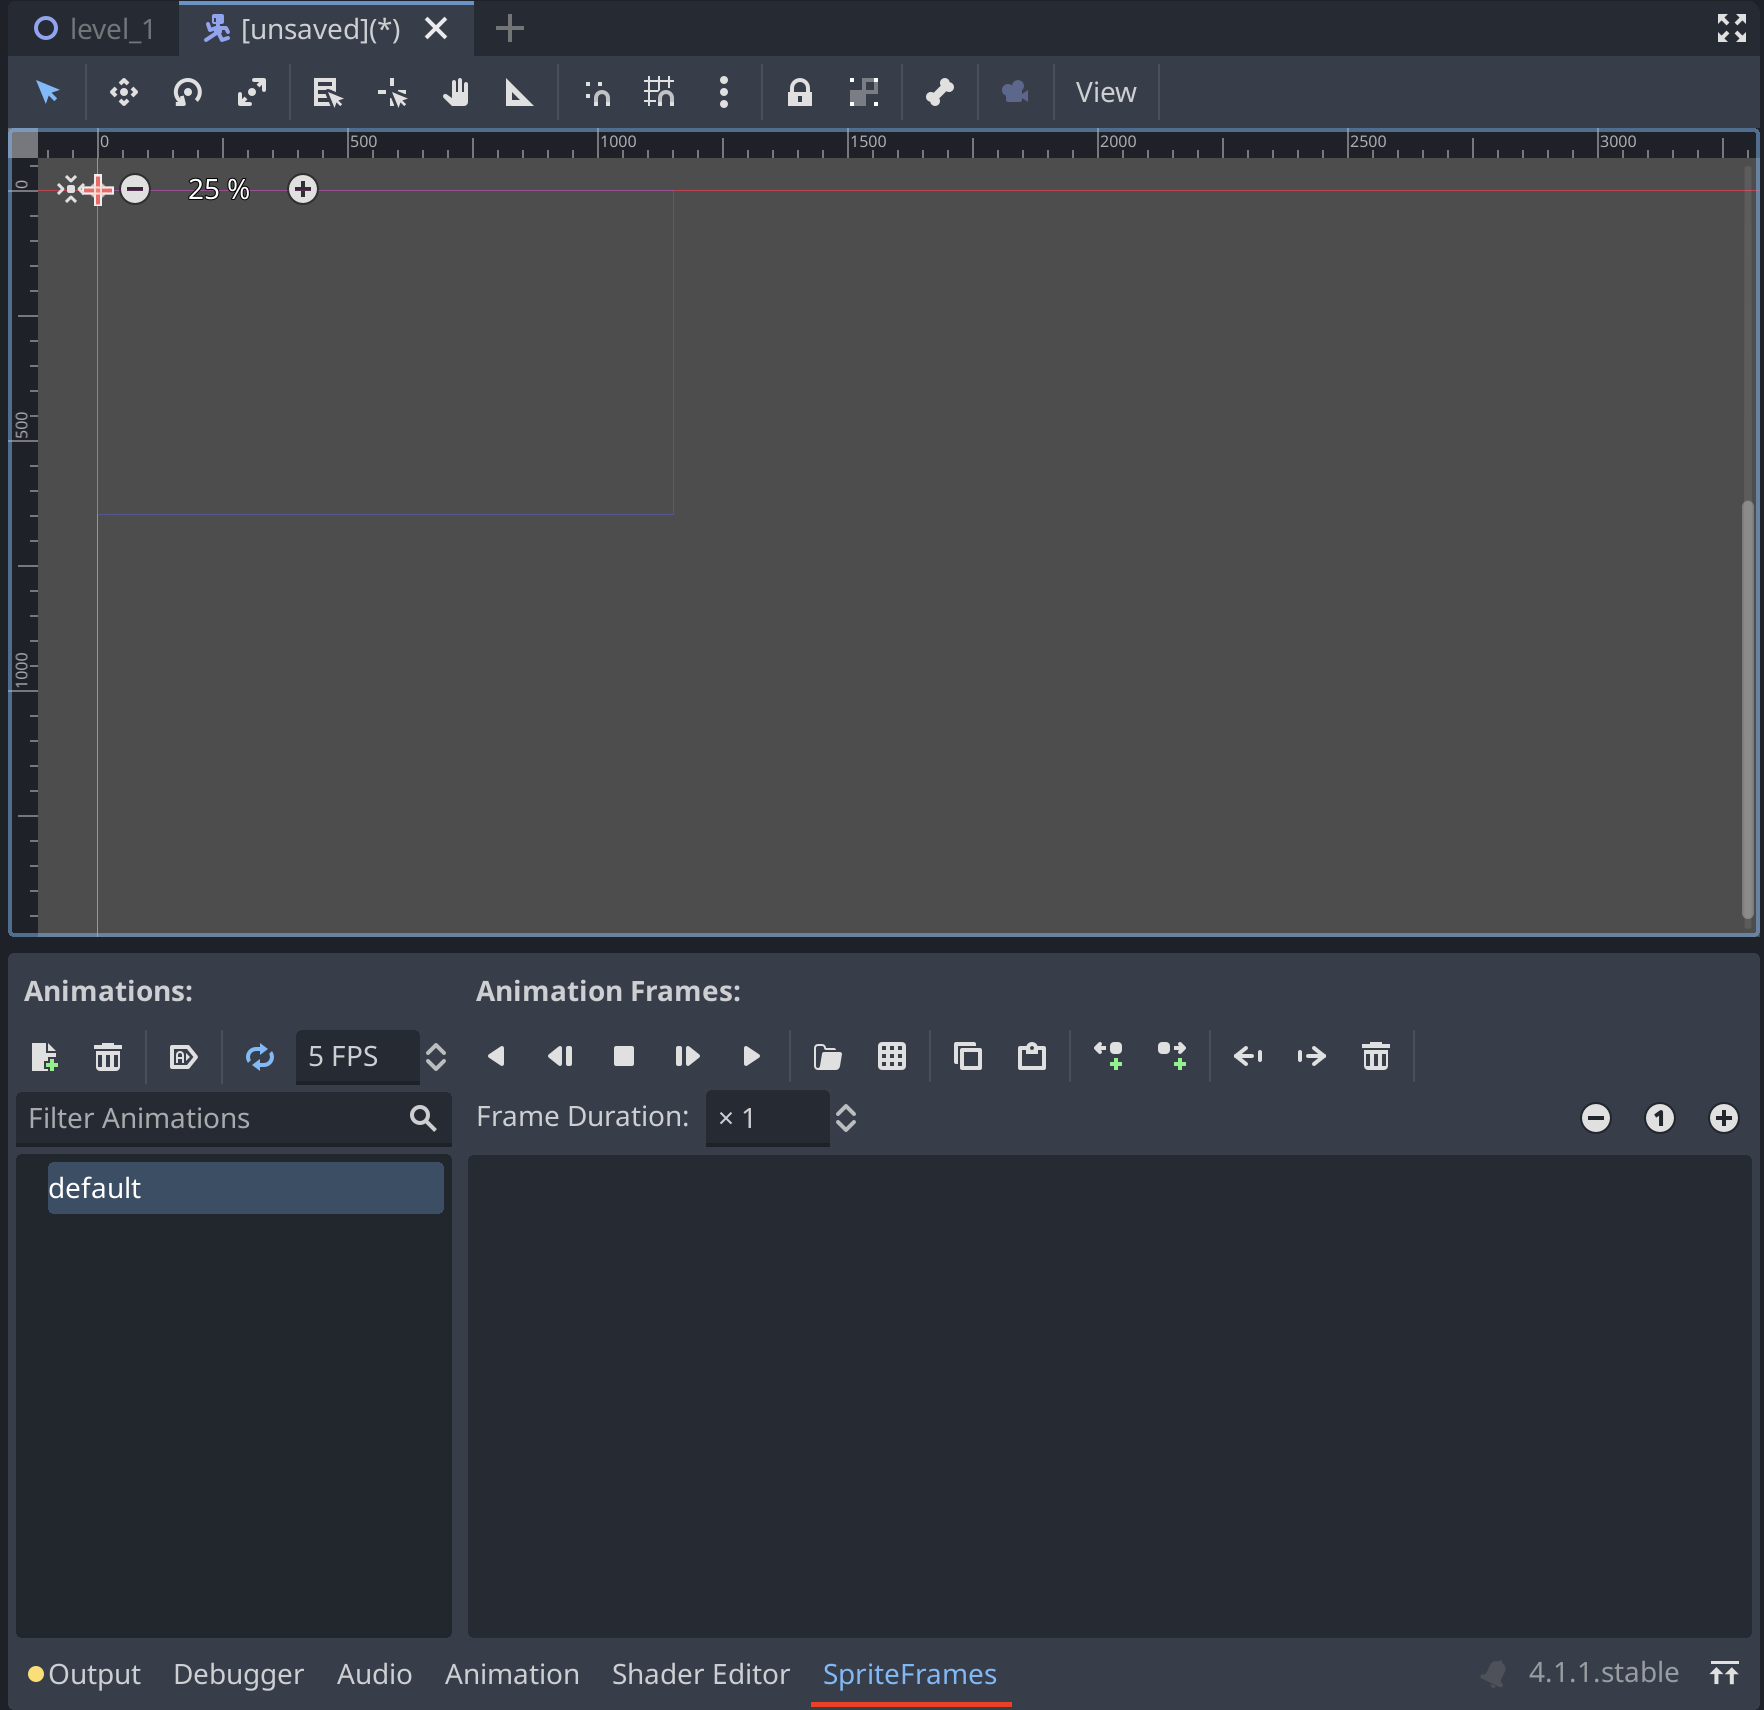 level_1 [unsaved](*)
View
0 500 1000 1500 2000 2500 3000
0
25 %
500
1000
Animations:
Animation Frames:
5 FPS
Filter Animations
Frame Duration: × 1
1
default
Output Debugger Audio Animation Shader Editor SpriteFrames 4.1.1.stable